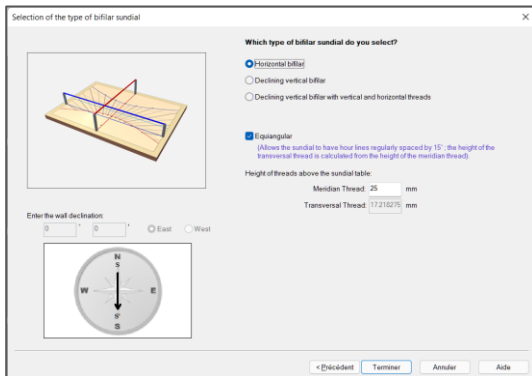 Selection of the type of bifilar sundial
Which type of bifilar sundial do you select?
Horizontal bifilar
Declining vertical bifilar
Declining vertical bifilar with vertical and horizontal threads
Equiangular
(Allows the sundial to have hour lines regularly spaced by 15°; the height of the
transversal thread is calculated from the height of the meridian thread).
Height of threads above the sundial table:
Meridian Thread: 25 mm
Transversal Thread: 17.218275 mm
Enter the wall declination:
0 ° 0 ' East West
N
S
W E
S
< Précédent Terminer Annuler Aide